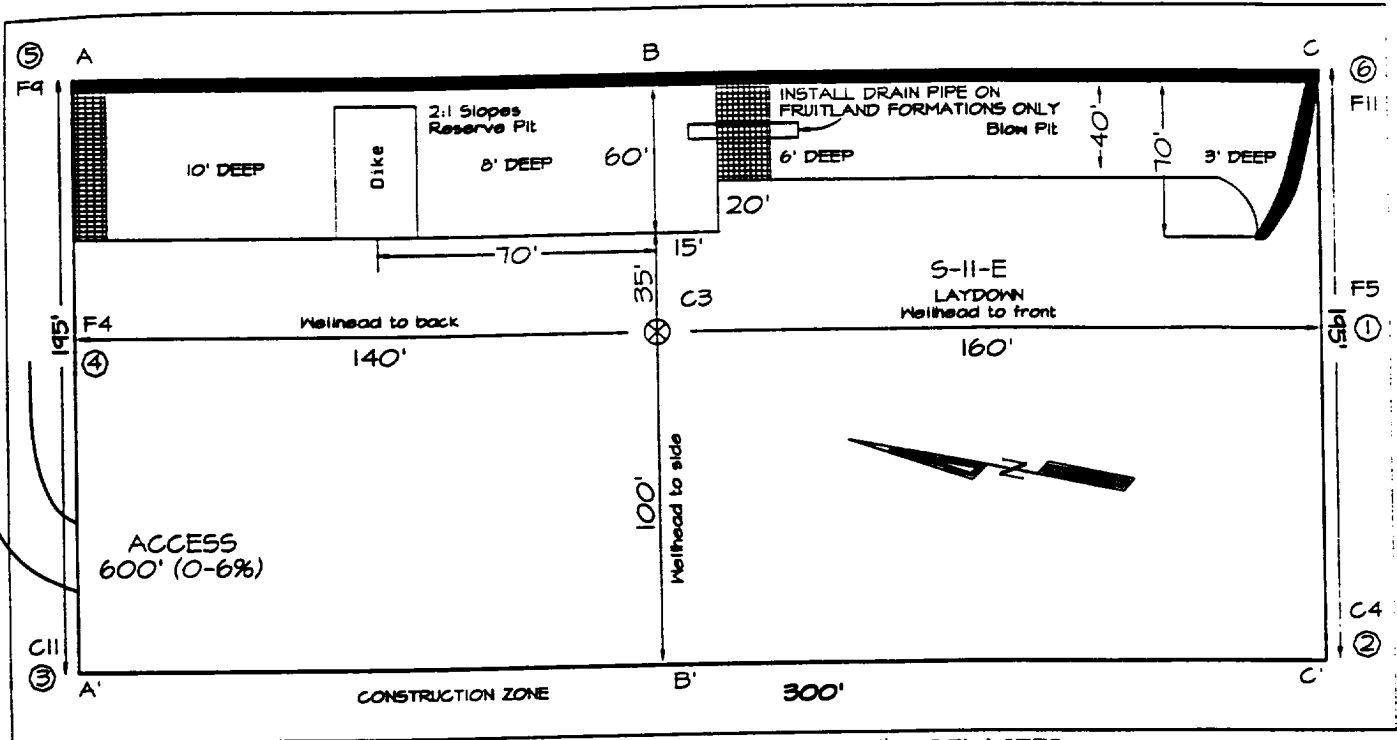 ⑤ A B C ⑥
F9 F11
2:1 Slopes
Reserve Pit
INSTALL DRAIN PIPE ON
FRUITLAND FORMATIONS ONLY
Blow Pit
10' DEEP
Dike
8' DEEP
60'
6' DEEP
40'
70'
3' DEEP
20'
70'
15'
35'
C3
S-11-E
LAYDOWN
Wellhead to front
F5
195'
F4
Wellhead to back
195'
①
④
140'
160'
100'
Wellhead to side
N
ACCESS
600' (0-6%)
C11
C4
③
②
A'
B'
C'
CONSTRUCTION ZONE
300'